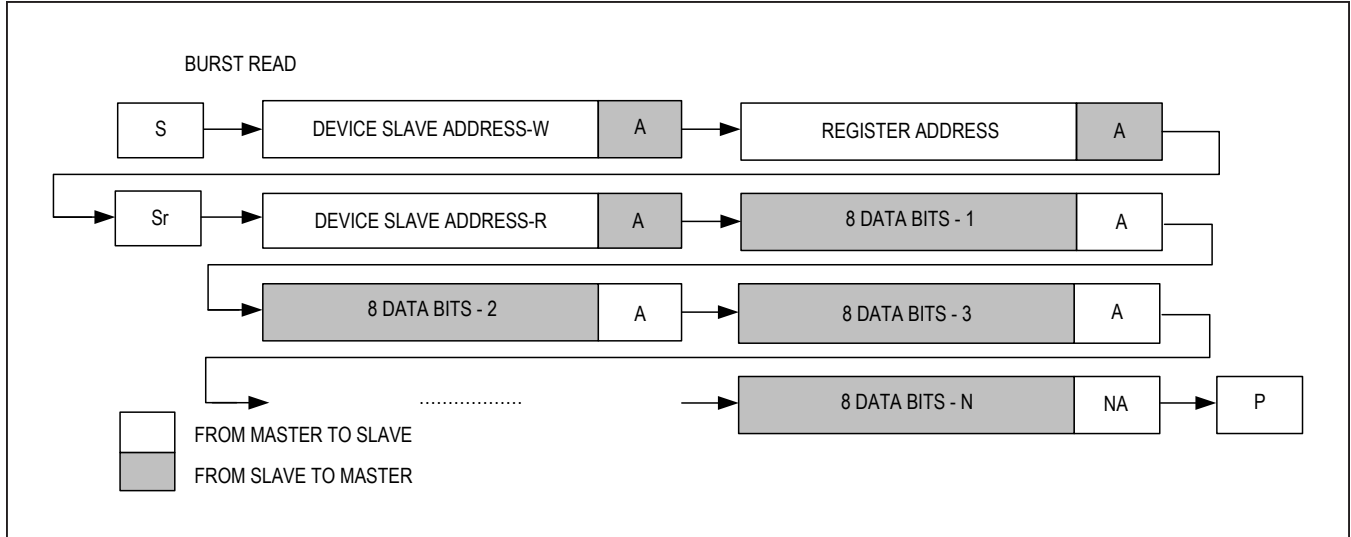 BURST READ
S DEVICE SLAVE ADDRESS-W A REGISTER ADDRESS A
Sr DEVICE SLAVE ADDRESS-R A 8 DATA BITS - 1 A
8 DATA BITS - 2 A 8 DATA BITS - 3 A
.................. 8 DATA BITS - N NA P
FROM MASTER TO SLAVE
FROM SLAVE TO MASTER